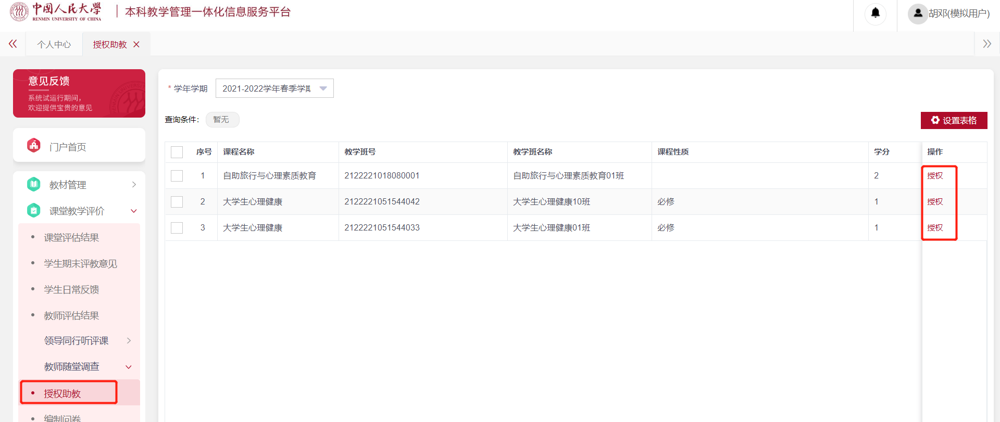 中国人民大学
RENMIN UNIVERSITY OF CHINA
本科教学管理一体化信息服务平台
胡邓(模拟用户)
个人中心
授权助教
意见反馈
系统试运行期间，
欢迎提供宝贵的意见
门户首页
教材管理
课堂教学评价
课堂评估结果
学生期末评教意见
学生日常反馈
教师评估结果
领导同行听评课
教师随堂调查
授权助教
编制问卷
* 学年学期 2021-2022学年春季学期
查询条件： 暂无
设置表格
序号 课程名称 教学班号 教学班名称 课程性质 学分 操作
1 自助旅行与心理素质教育 2122221018080001 自助旅行与心理素质教育01班 2 授权
2 大学生心理健康 2122221051544042 大学生心理健康10班 必修 1 授权
3 大学生心理健康 2122221051544033 大学生心理健康01班 必修 1 授权